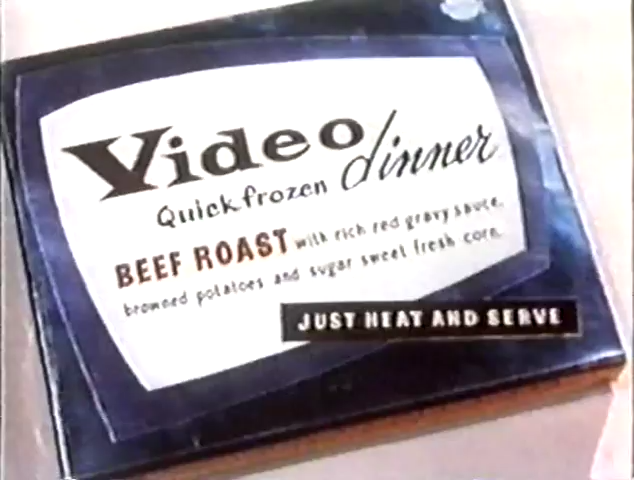 Video dinner
Quick frozen
BEEF ROAST with rich red gravy sauce,
browned potatoes and sugar sweet fresh corn.
JUST HEAT AND SERVE